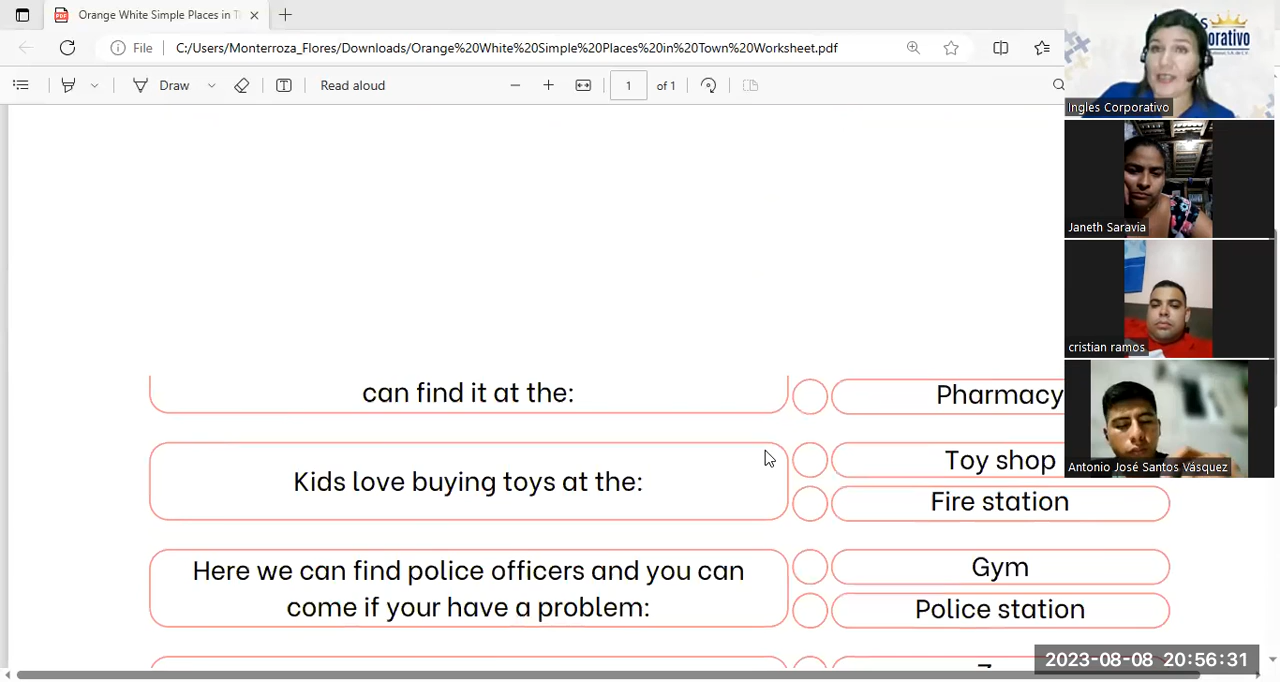 Orange White Simple Places in T
File
C:/Users/Monterroza_Flores/Downloads/Orange%20White%20Simple%20Places%20in%20Town%20Worksheet.pdf
Draw
Read aloud
1
of 1
orativo
Ingles Corporativo
Janeth Saravia
cristian ramos
Antonio José Santos Vásquez
can find it at the:
Pharmacy
Kids love buying toys at the:
Toy shop
Fire station
Here we can find police officers and you can
come if your have a problem:
Gym
Police station
2023-08-08 20:56:31